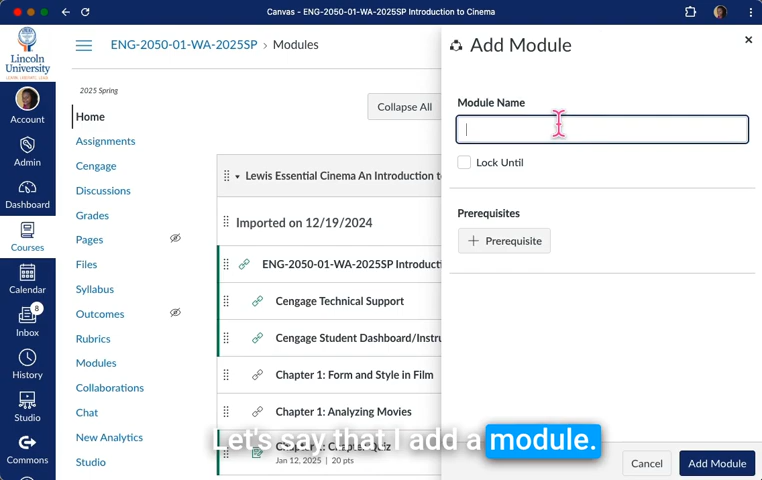 Canvas - ENG-2050-01-WA-2025SP Introduction to Cinema
Lincoln
University
Account
Admin
Dashboard
Courses
Calendar
8
Inbox
History
Studio
Commons
ENG-2050-01-WA-2025SP › Modules
2025 Spring
Home
Assignments
Cengage
Discussions
Grades
Pages
Files
Syllabus
Outcomes
Rubrics
Modules
Collaborations
Chat
New Analytics
Studio
Collapse All
Lewis Essential Cinema An Introduction to
Imported on 12/19/2024
ENG-2050-01-WA-2025SP Introducti
Cengage Technical Support
Cengage Student Dashboard/Instru
Chapter 1: Form and Style in Film
Chapter 1: Analyzing Movies
Chapter 1: Quiz
Jan 12, 2025 | 20 pts
Add Module
Module Name
Lock Until
Prerequisites
+ Prerequisite
Cancel
Add Module
Let's say that I add a module.